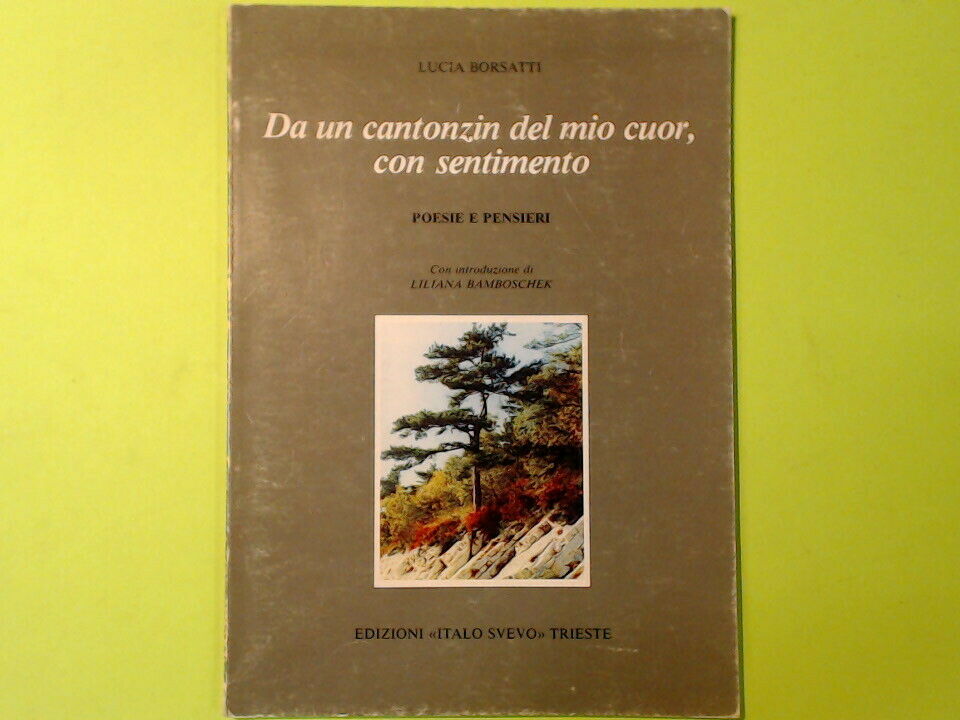 LUCIA BORSATTI
Da un cantonzin del mio cuor,
con sentimento
POESIE E PENSIERI
Con introduzione di
LILIANA BAMBOSCHEK
EDIZIONI «ITALO SVEVO» TRIESTE